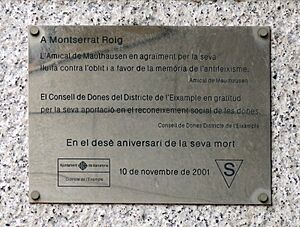 A Montserrat Roig
L'Amical de Mauthausen en agraïment per la seva
lluita contra l'oblit i a favor de la memòria de l'antifeixisme.
Amical de Mauthausen
El Consell de Dones del Districte de l'Eixample en gratitud
per la seva aportació en el reconeixement social de les dones.
Consell de Dones Districte de l'Eixample
En el desè aniversari de la seva mort
Ajuntament de Barcelona
Districte de l'Eixample
10 de novembre de 2001
S